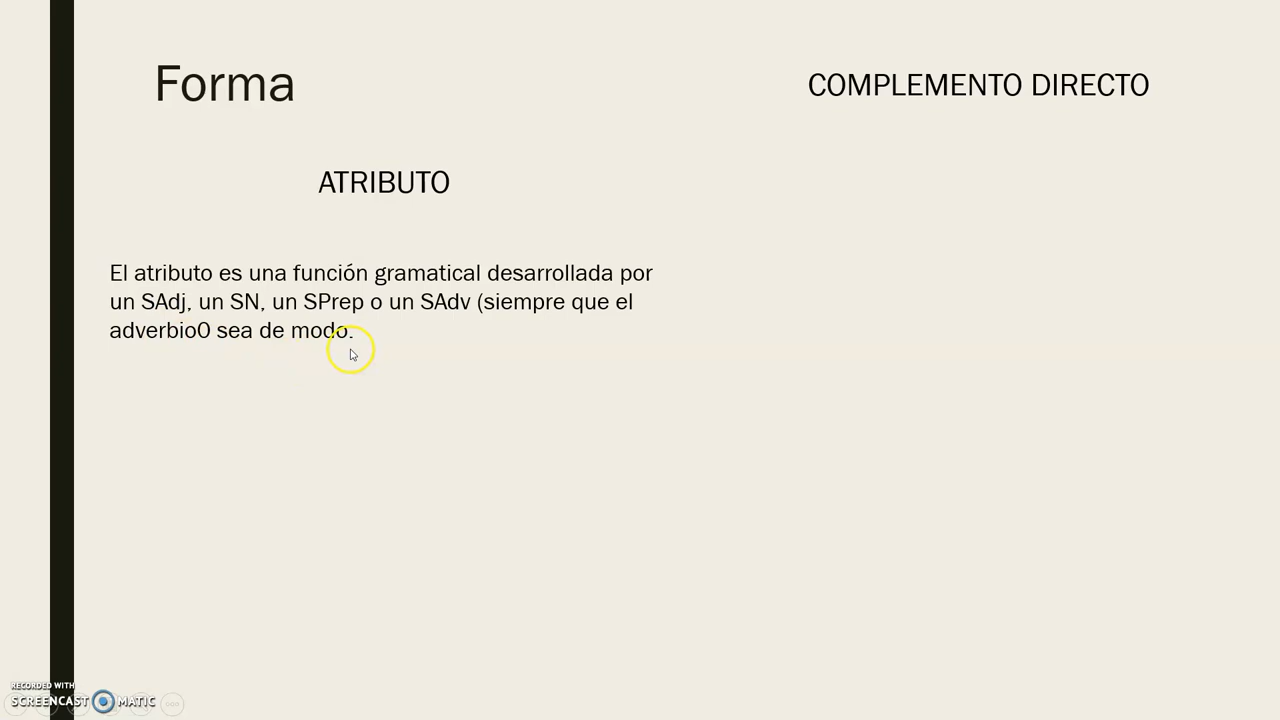 Forma
COMPLEMENTO DIRECTO
ATRIBUTO
El atributo es una función gramatical desarrollada por
un SAdj, un SN, un SPrep o un SAdv (siempre que el
adverbio0 sea de modo.
RECORDED WITH
SCREENCAST MATIC